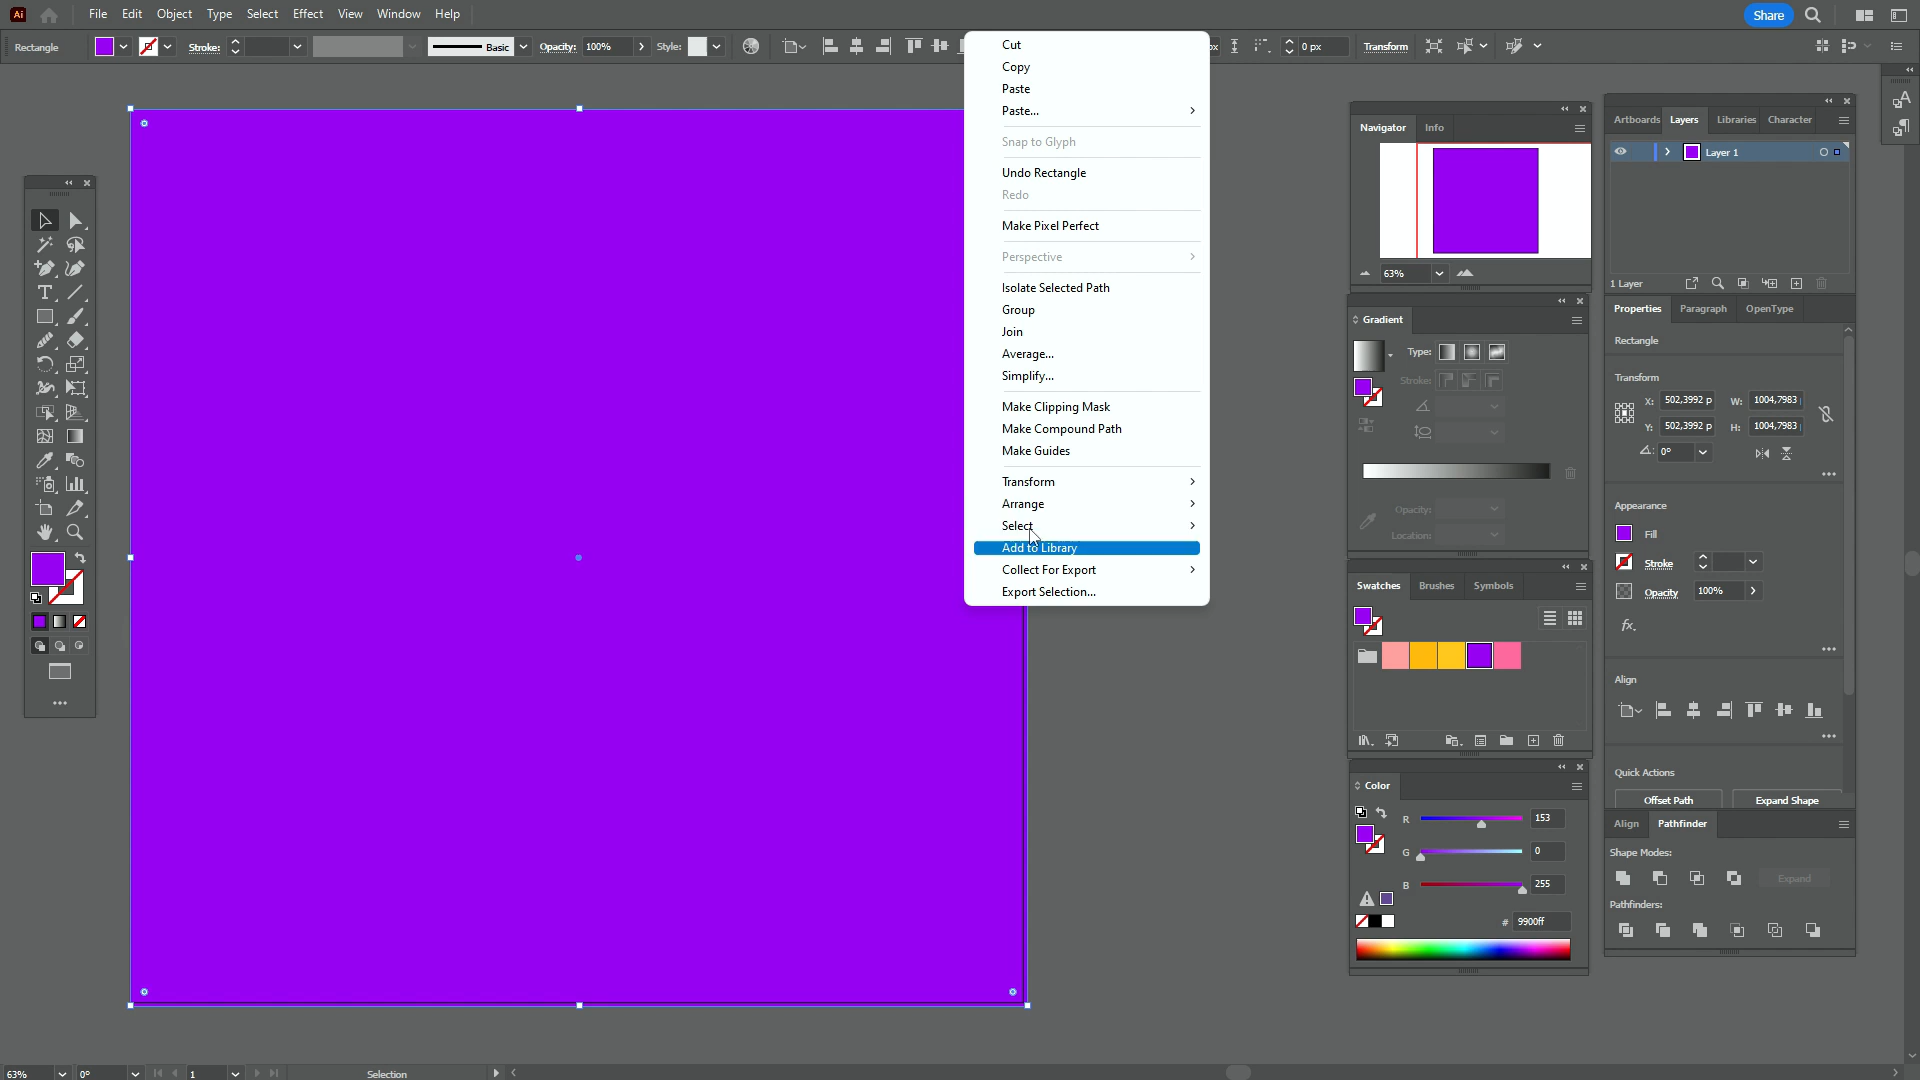 Ai File Edit Object Type Select Effect View Window Help Share
Rectangle Stroke: Basic Opacity: 100% Style: px 0 px Transform
Cut
Copy
Paste
Paste...
Snap to Glyph
Undo Rectangle
Redo
Make Pixel Perfect
Perspective
Isolate Selected Path
Group
Join
Average...
Simplify...
Make Clipping Mask
Make Compound Path
Make Guides
Transform
Arrange
Select
Add to Library
Collect For Export
Export Selection...
Navigator Info
63%
Gradient
Type:
Stroke:
Opacity:
Location:
Swatches Brushes Symbols
Color
R 153
G 0
B 255
# 9900ff
Artboards Layers Libraries Character
Layer 1
1 Layer
Properties Paragraph OpenType
Rectangle
Transform
X: 502,3992 p W: 1004,7983
Y: 502,3992 p H: 1004,7983
0°
Appearance
Fill
Stroke
Opacity 100%
fx.
Align
Quick Actions
Offset Path Expand Shape
Align Pathfinder
Shape Modes:
Expand
Pathfinders:
63% 0° 1 Selection